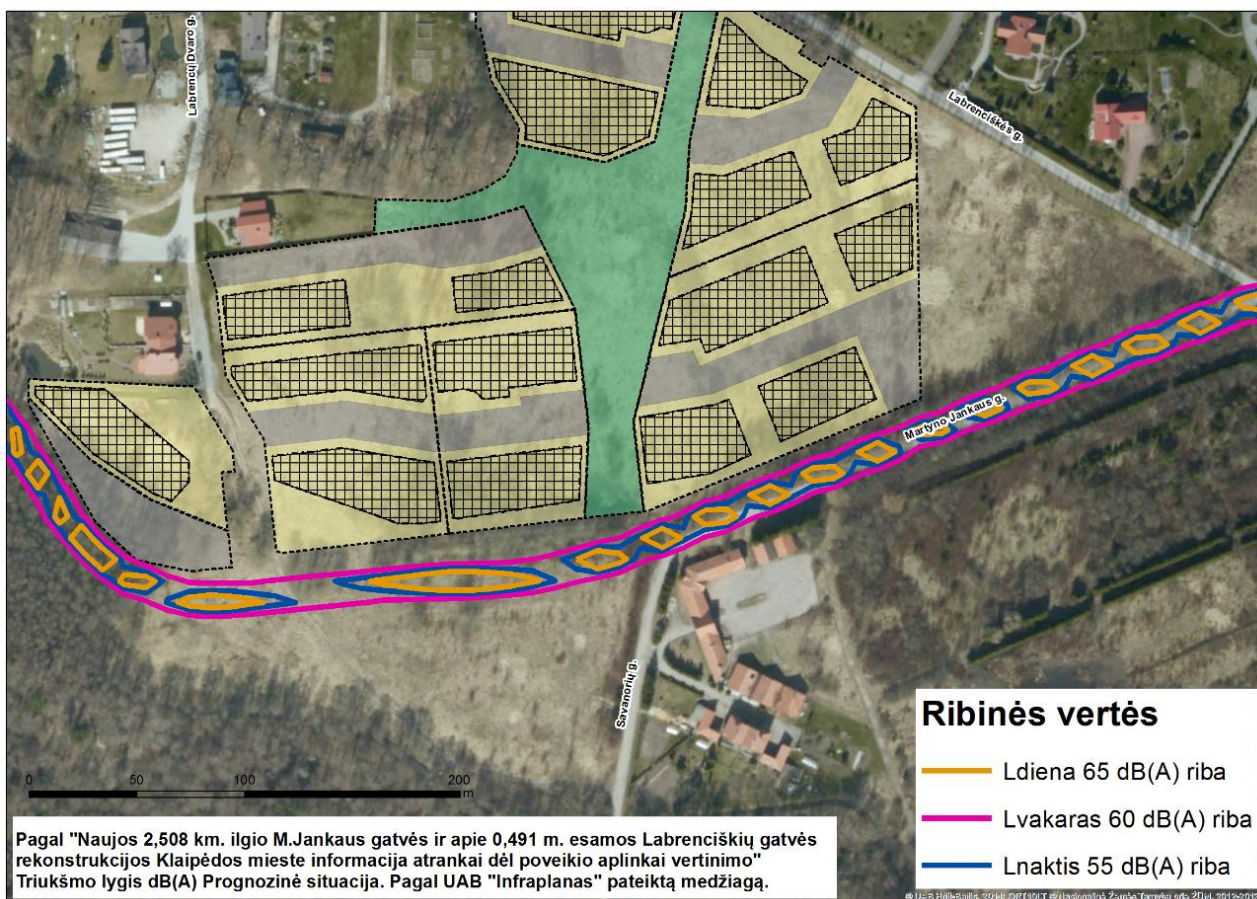 Labrencų Dvaro g.
Labrenciškės g.
Martyno Jankaus g.
Savanorių g.
Ribinės vertės
Ldiena 65 dB(A) riba
Lvakaras 60 dB(A) riba
Lnaktis 55 dB(A) riba
0 50 100 200
m
Pagal "Naujos 2,508 km. ilgio M.Jankaus gatvės ir apie 0,491 m. esamos Labrenciškių gatvės
rekonstrukcijos Klaipėdos mieste informacija atrankai dėl poveikio aplinkai vertinimo"
Triukšmo lygis dB(A) Prognozinė situacija. Pagal UAB "Infraplanas" pateiktą medžiagą.